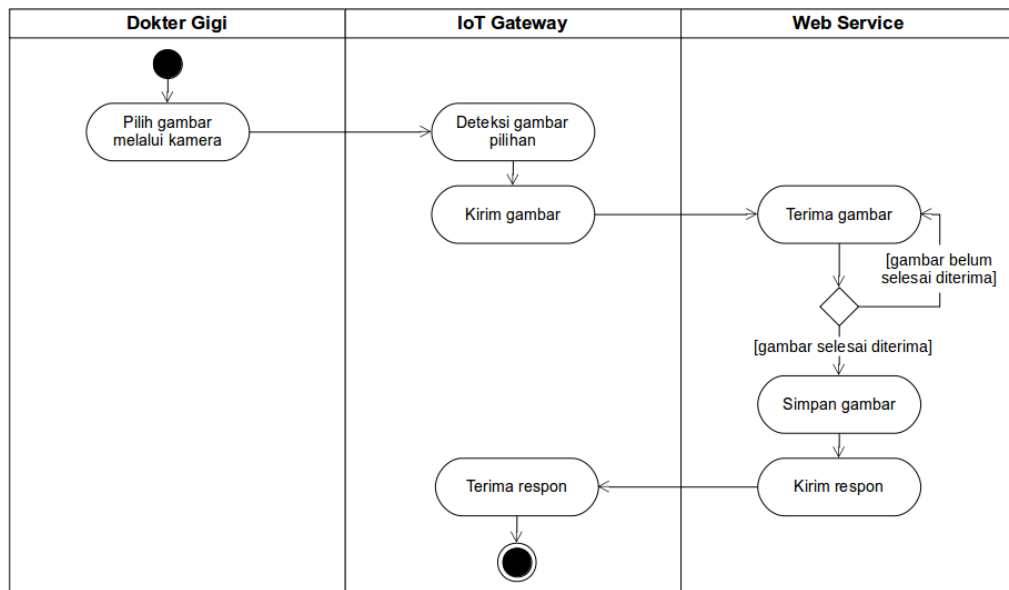 Dokter Gigi
IoT Gateway
Web Service
Pilih gambar
melalui kamera
Deteksi gambar
pilihan
Kirim gambar
Terima gambar
[gambar belum
selesai diterima]
[gambar selesai diterima]
Simpan gambar
Terima respon
Kirim respon